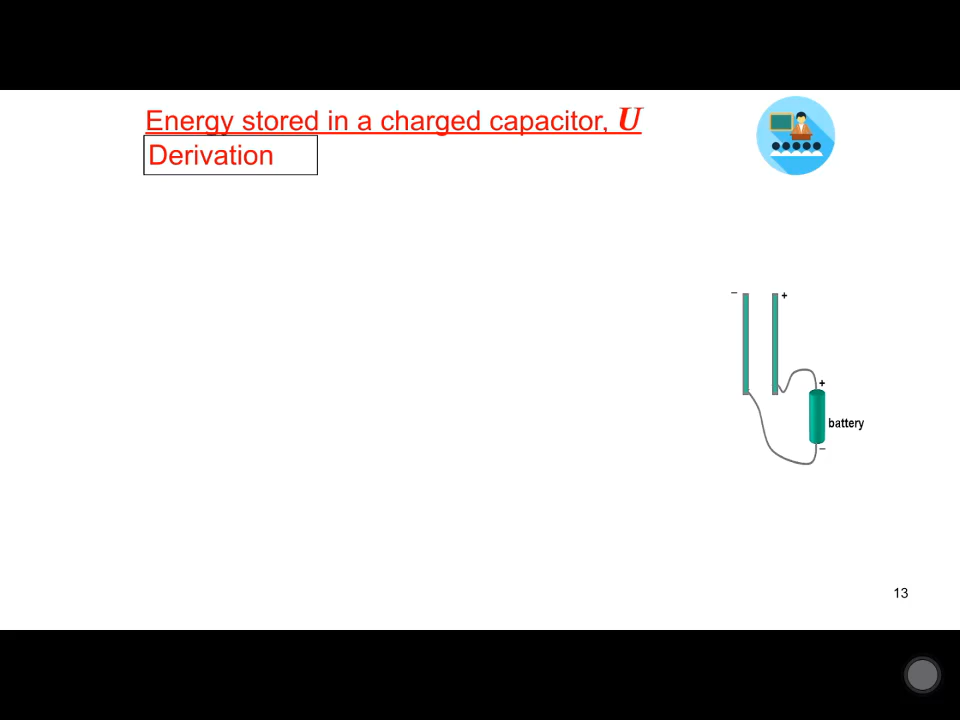 Energy stored in a charged capacitor, U
Derivation
– +
+
battery
–
13